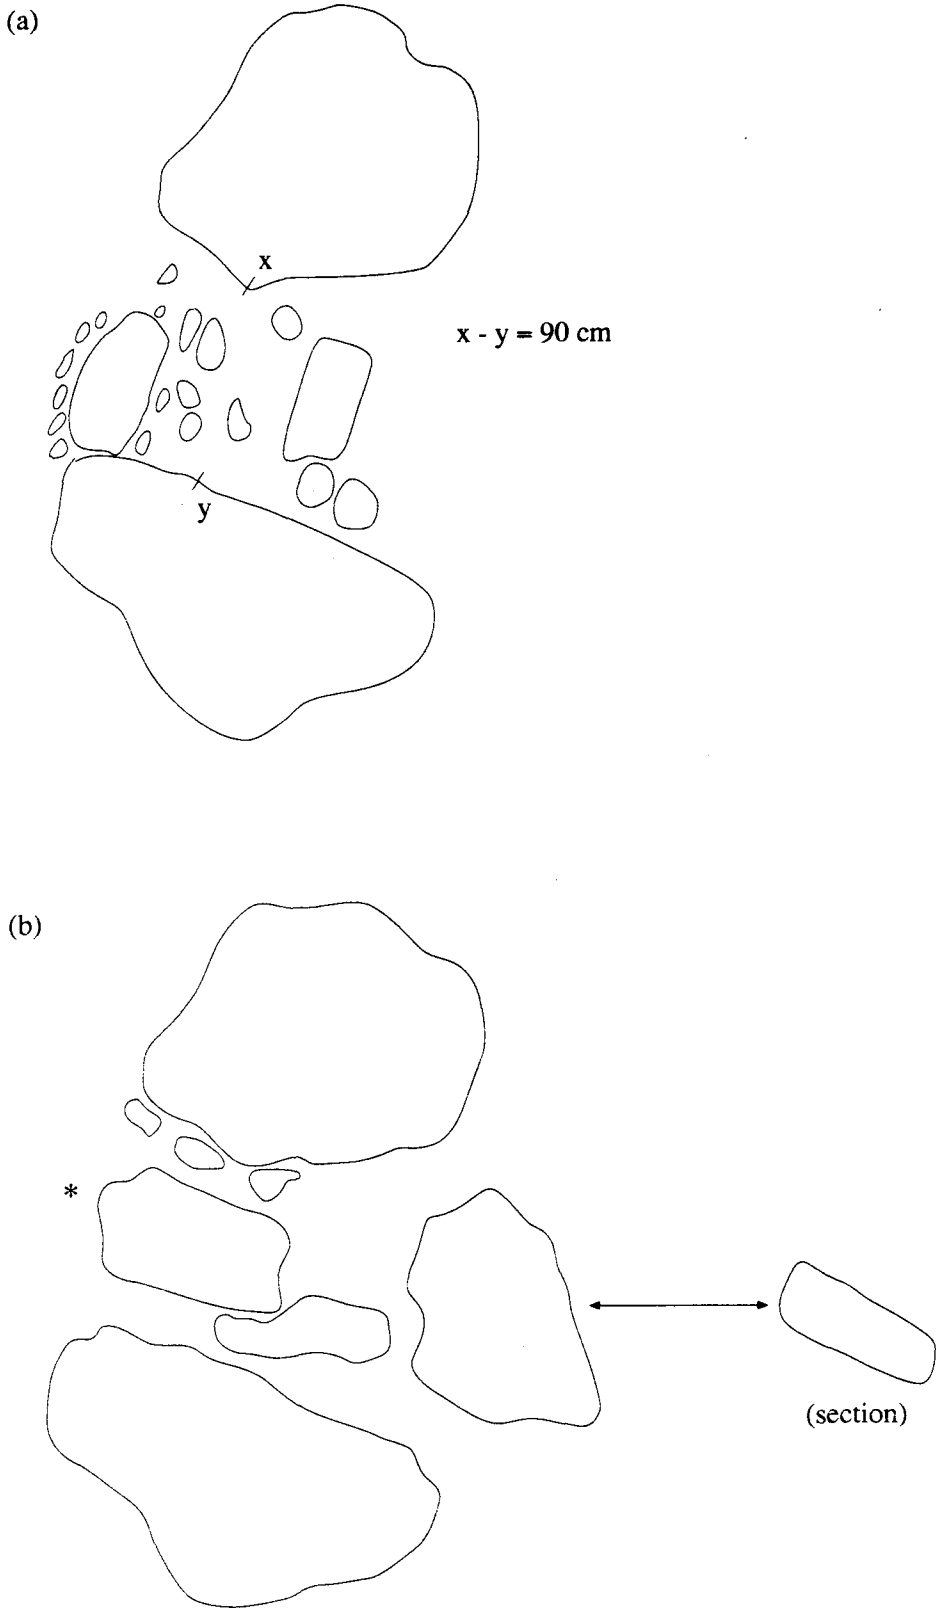 (a)
x
x - y = 90 cm
y
(b)
*
(section)